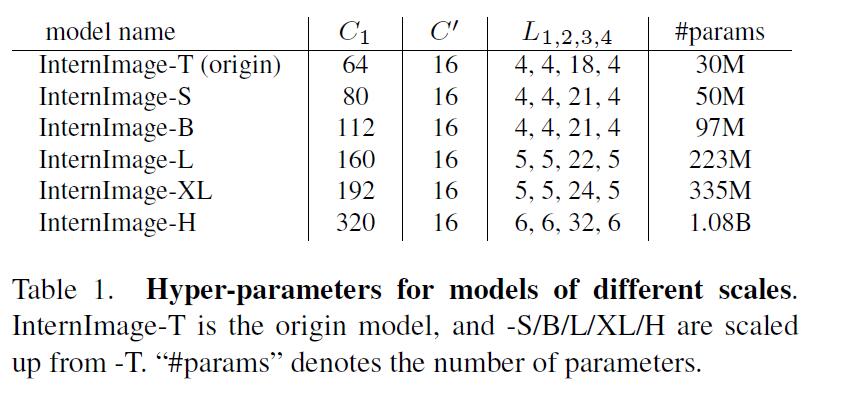 model name C1 C′ L1,2,3,4 #params
InternImage-T (origin) 64 16 4, 4, 18, 4 30M
InternImage-S 80 16 4, 4, 21, 4 50M
InternImage-B 112 16 4, 4, 21, 4 97M
InternImage-L 160 16 5, 5, 22, 5 223M
InternImage-XL 192 16 5, 5, 24, 5 335M
InternImage-H 320 16 6, 6, 32, 6 1.08B
Table 1. Hyper-parameters for models of different scales.
InternImage-T is the origin model, and -S/B/L/XL/H are scaled
up from -T. “#params” denotes the number of parameters.